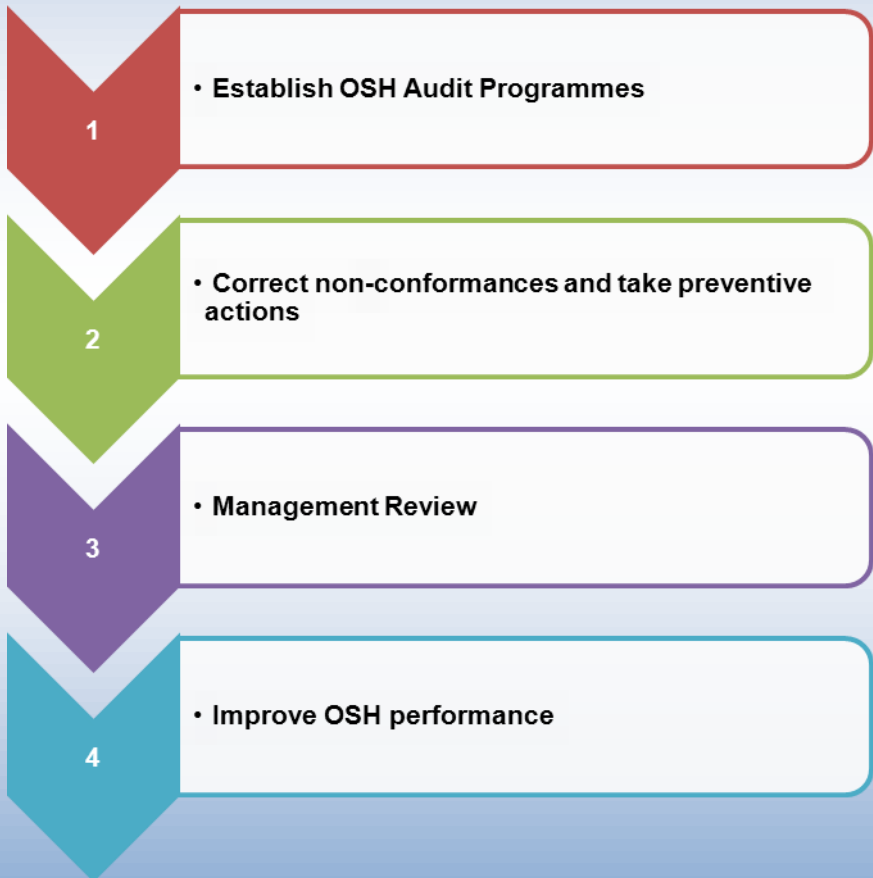 1
• Establish OSH Audit Programmes
2
• Correct non-conformances and take preventive
actions
3
• Management Review
4
• Improve OSH performance